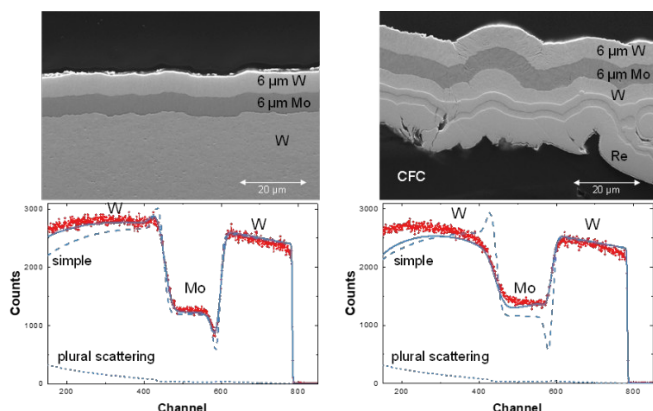 6 µm W
6 µm Mo
W
20 µm
6 µm W
6 µm Mo
W
Re
CFC
20 µm
3000
2000
1000
0
Counts
W
W
simple
Mo
plural scattering
200
400
600
800
Channel
3000
2000
1000
0
Counts
W
W
simple
Mo
plural scattering
200
400
600
800
Channel